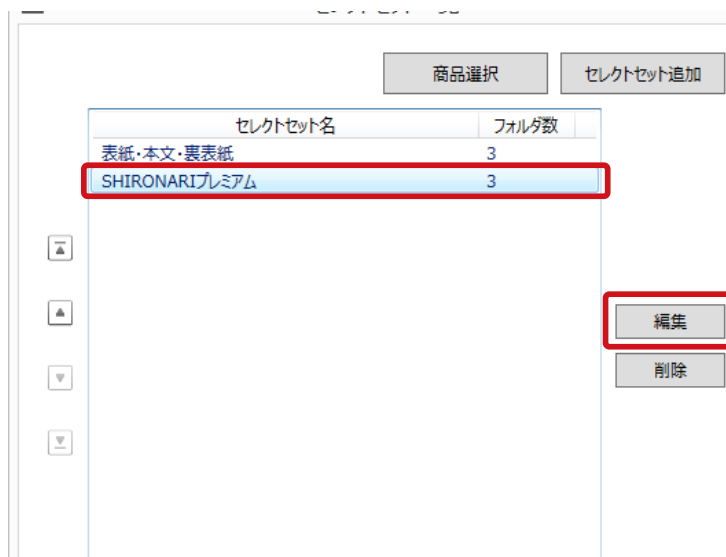 商品選択 セレクトセット追加
セレクトセット名 フォルダ数
表紙・本文・裏表紙 3
SHIRONARIプレミアム 3
編集
削除